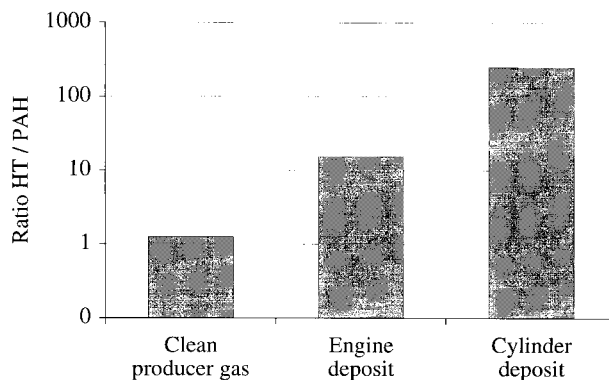 1000
100
10
1
0
Ratio HT / PAH
Clean
producer gas
Engine
deposit
Cylinder
deposit